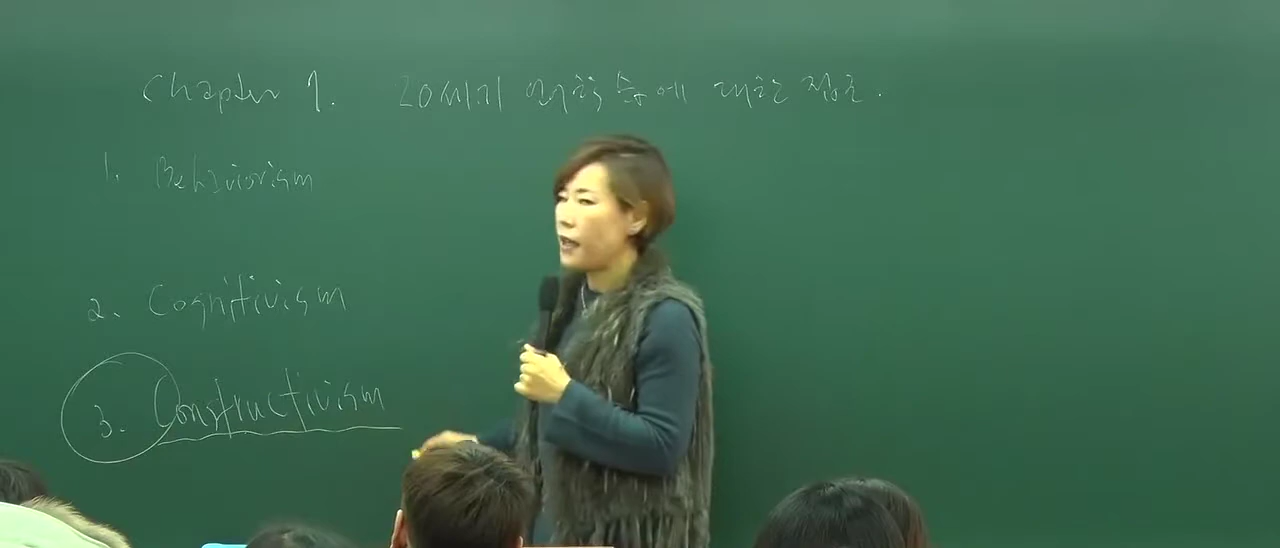 Chapter 1. 20세기 언어학습에 대한 접근.
1. Behaviorism
2. Cognitivism
3. Constructivism